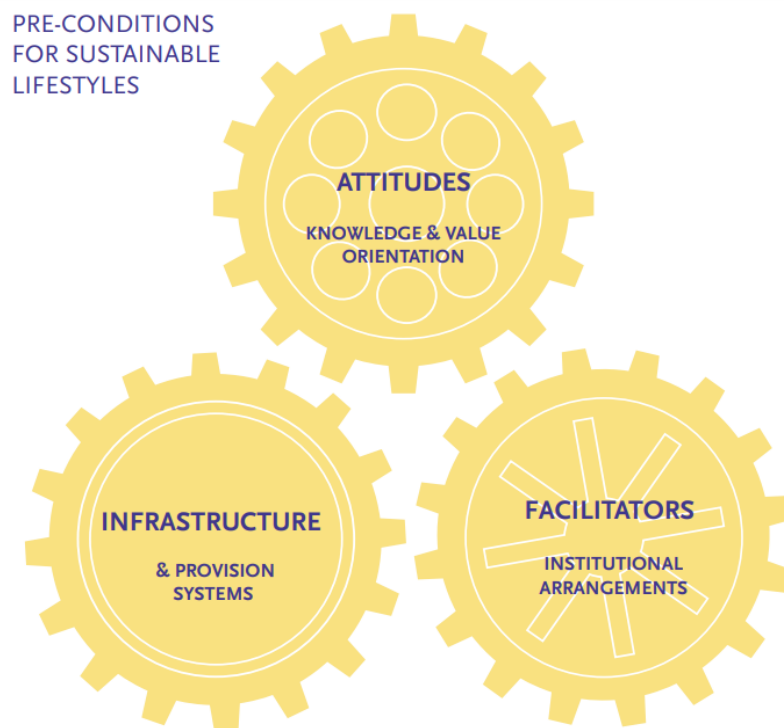 PRE-CONDITIONS
FOR SUSTAINABLE
LIFESTYLES
ATTITUDES
KNOWLEDGE & VALUE
ORIENTATION
INFRASTRUCTURE
& PROVISION
SYSTEMS
FACILITATORS
INSTITUTIONAL
ARRANGEMENTS